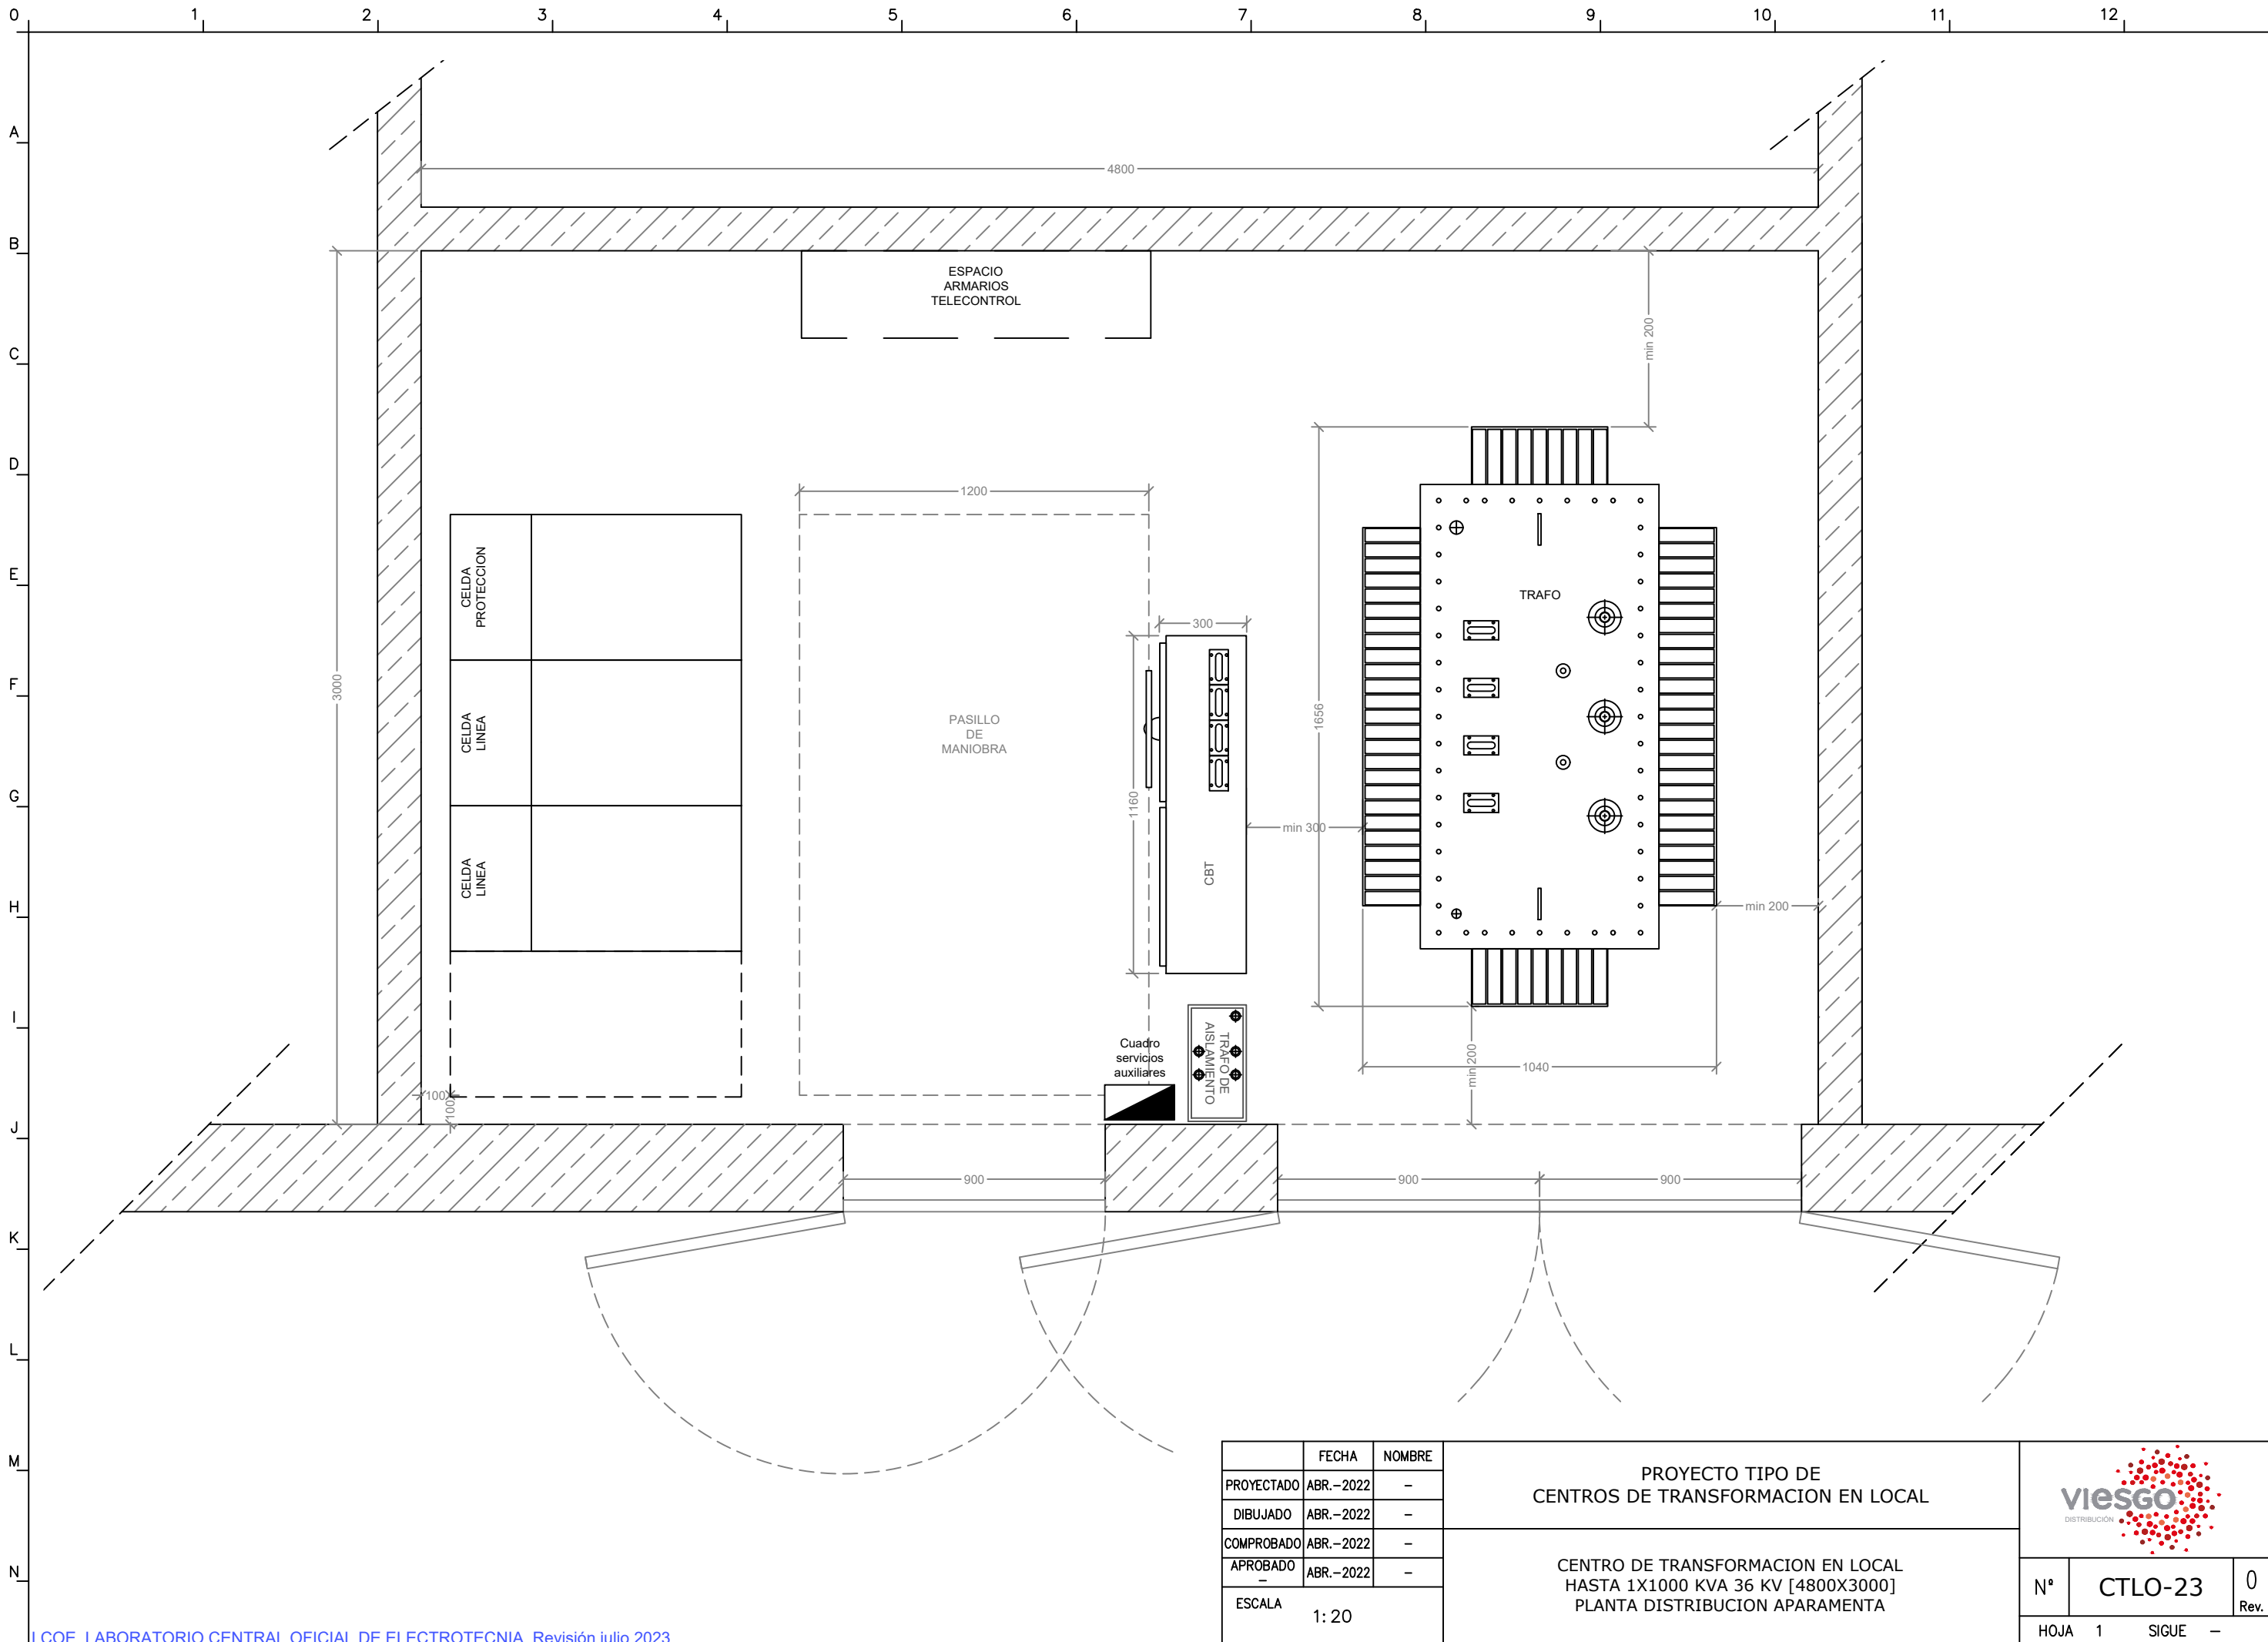 0 1 2 3 4 5 6 7 8 9 10 11 12
A
B
C
D
E
F
G
H
I
J
K
L
M
N
4800
ESPACIO
ARMARIOS
TELECONTROL
min 200
1200
CELDA
PROTECCION
CELDA
LINEA
CELDA
LINEA
3000
PASILLO
DE
MANIOBRA
300
1160
CBT
min 300
1656
TRAFO
min 200
min 200
1040
Cuadro
servicios
auxiliares
TRAFO DE
AISLAMIENTO
100
100
900
900
900
FECHA NOMBRE
PROYECTADO ABR.-2022 -
DIBUJADO ABR.-2022 -
COMPROBADO ABR.-2022 -
APROBADO ABR.-2022 -
-
ESCALA
1:20
PROYECTO TIPO DE
CENTROS DE TRANSFORMACION EN LOCAL
CENTRO DE TRANSFORMACION EN LOCAL
HASTA 1X1000 KVA 36 KV [4800X3000]
PLANTA DISTRIBUCION APARAMENTA
viesgo
DISTRIBUCIÓN
Nº CTLO-23 0
Rev.
HOJA 1 SIGUE -
LCOE LABORATORIO CENTRAL OFICIAL DE ELECTROTECNIA Revisión julio 2023